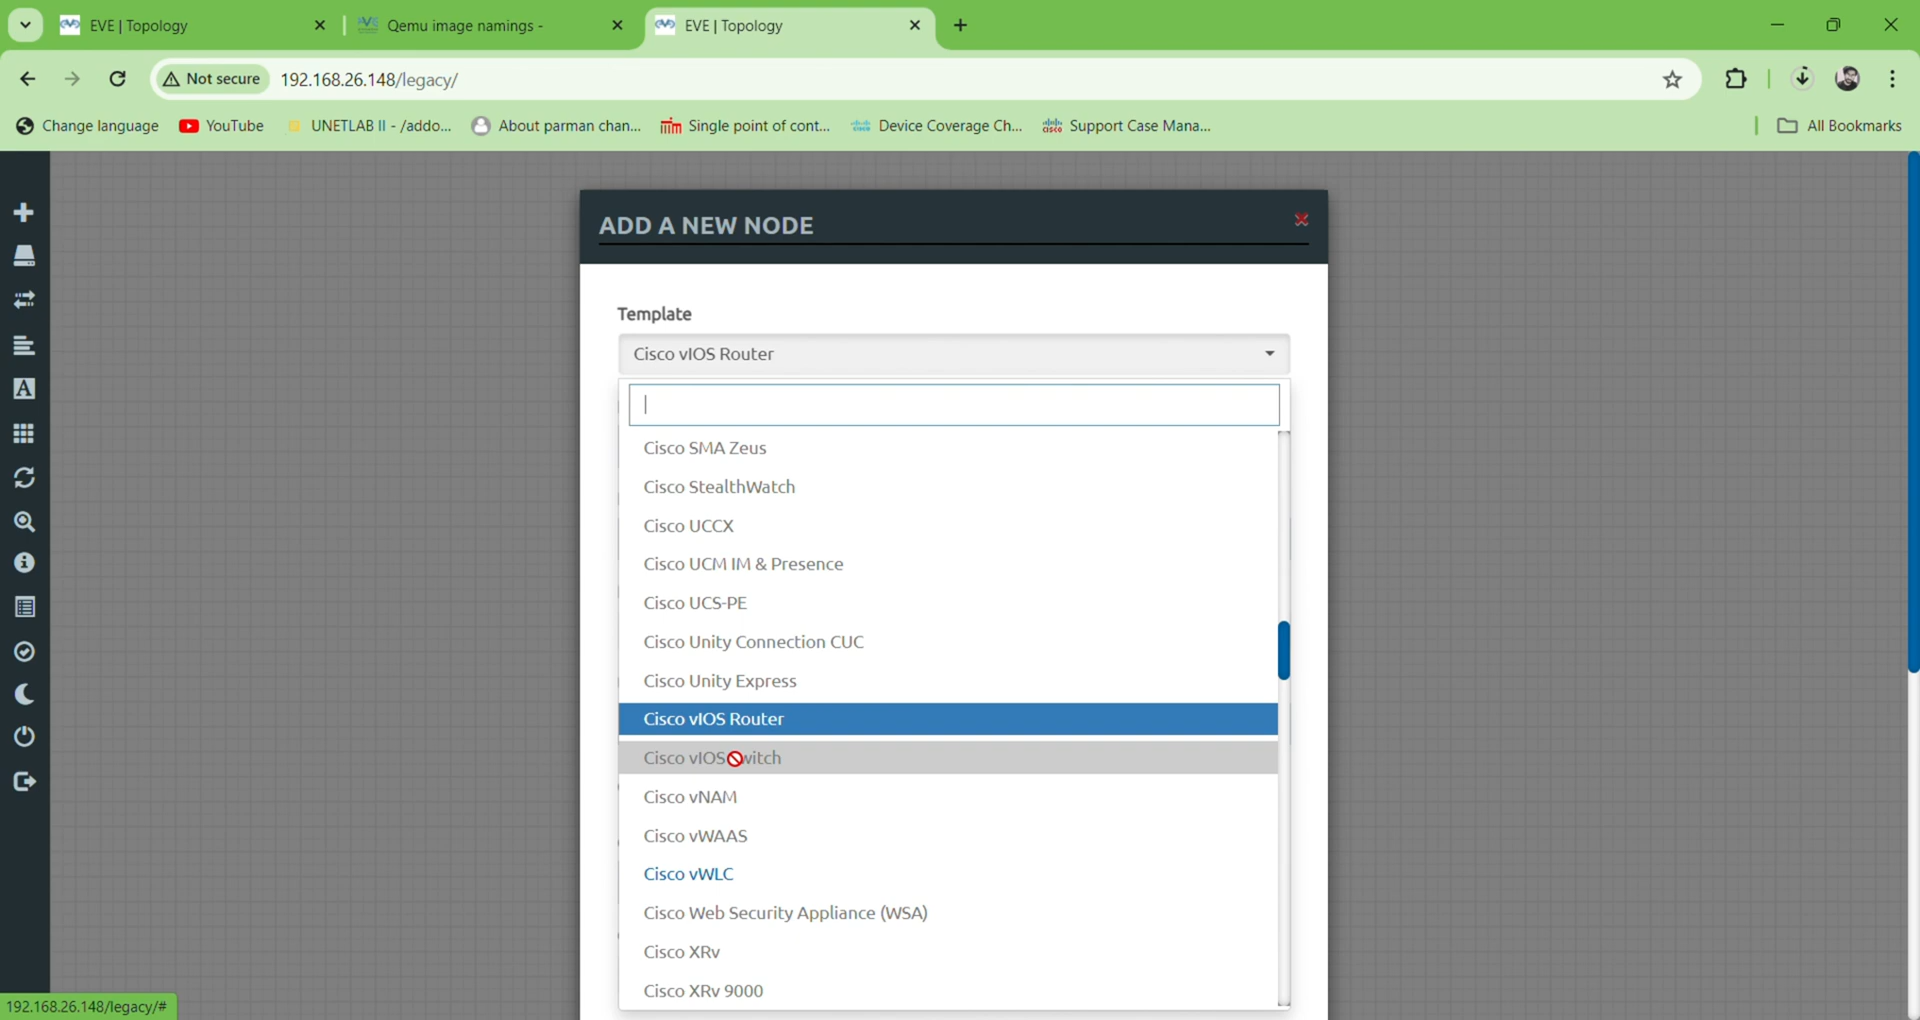 EVE | Topology
Qemu image namings -
EVE | Topology
Not secure
192.168.26.148/legacy/
Change language
YouTube
UNETLAB II - /addo...
About parman chan...
Single point of cont...
Device Coverage Ch...
Support Case Mana...
All Bookmarks
ADD A NEW NODE
Template
Cisco vIOS Router
Cisco SMA Zeus
Cisco StealthWatch
Cisco UCCX
Cisco UCM IM & Presence
Cisco UCS-PE
Cisco Unity Connection CUC
Cisco Unity Express
Cisco vIOS Router
Cisco vIOS witch
Cisco vNAM
Cisco vWAAS
Cisco vWLC
Cisco Web Security Appliance (WSA)
Cisco XRv
Cisco XRv 9000
192.168.26.148/legacy/#